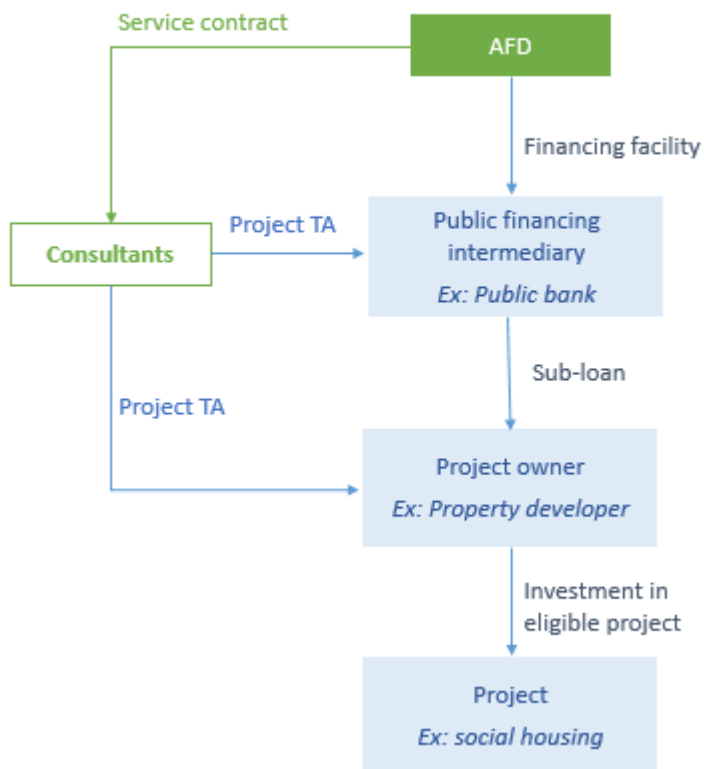 Service contract
AFD
Financing facility
Project TA
Public financing
intermediary
Ex: Public bank
Consultants
Sub-loan
Project TA
Project owner
Ex: Property developer
Investment in
eligible project
Project
Ex: social housing